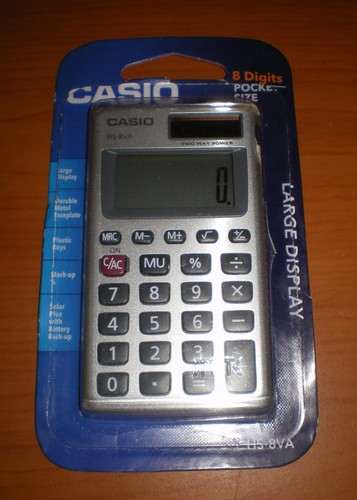 8 Digits
CASIO
POCKET
SIZE
CASIO
HS-8VA
TWO WAY POWER
0.
Large
Display
Durable
Metal
Faceplate
Plastic
Keys
Mark-up
%
Solar
Plus
with
Battery
Back-up
LARGE DISPLAY
MRC M− M+ √ +/−
ON
C/AC MU % ÷
7 8 9 ×
4 5 6 −
1 2 3 +
0 · =
HS-8VA